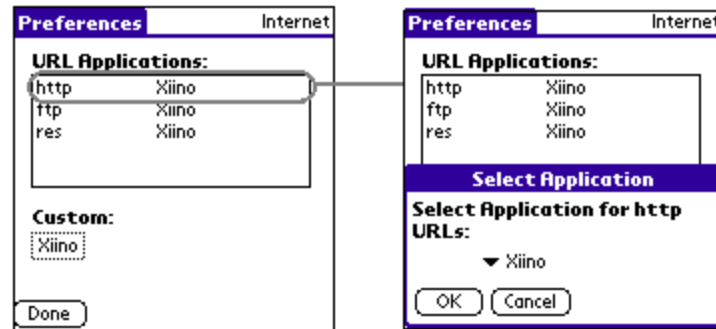 Preferences Internet
URL Applications:
http Xiino
ftp Xiino
res Xiino
Custom:
Xiino
Done
Preferences Internet
URL Applications:
http Xiino
ftp Xiino
res Xiino
Select Application
Select Application for http
URLs:
Xiino
OK Cancel